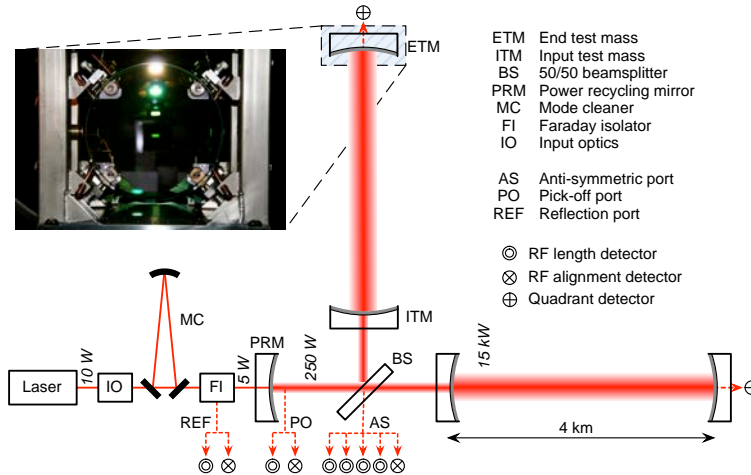 ETM
ETM End test mass
ITM Input test mass
BS 50/50 beamsplitter
PRM Power recycling mirror
MC Mode cleaner
FI Faraday isolator
IO Input optics
AS Anti-symmetric port
PO Pick-off port
REF Reflection port
RF length detector
RF alignment detector
Quadrant detector
ITM
MC
PRM
BS
10 W
5 W
250 W
15 kW
Laser
IO
FI
REF
PO
AS
4 km